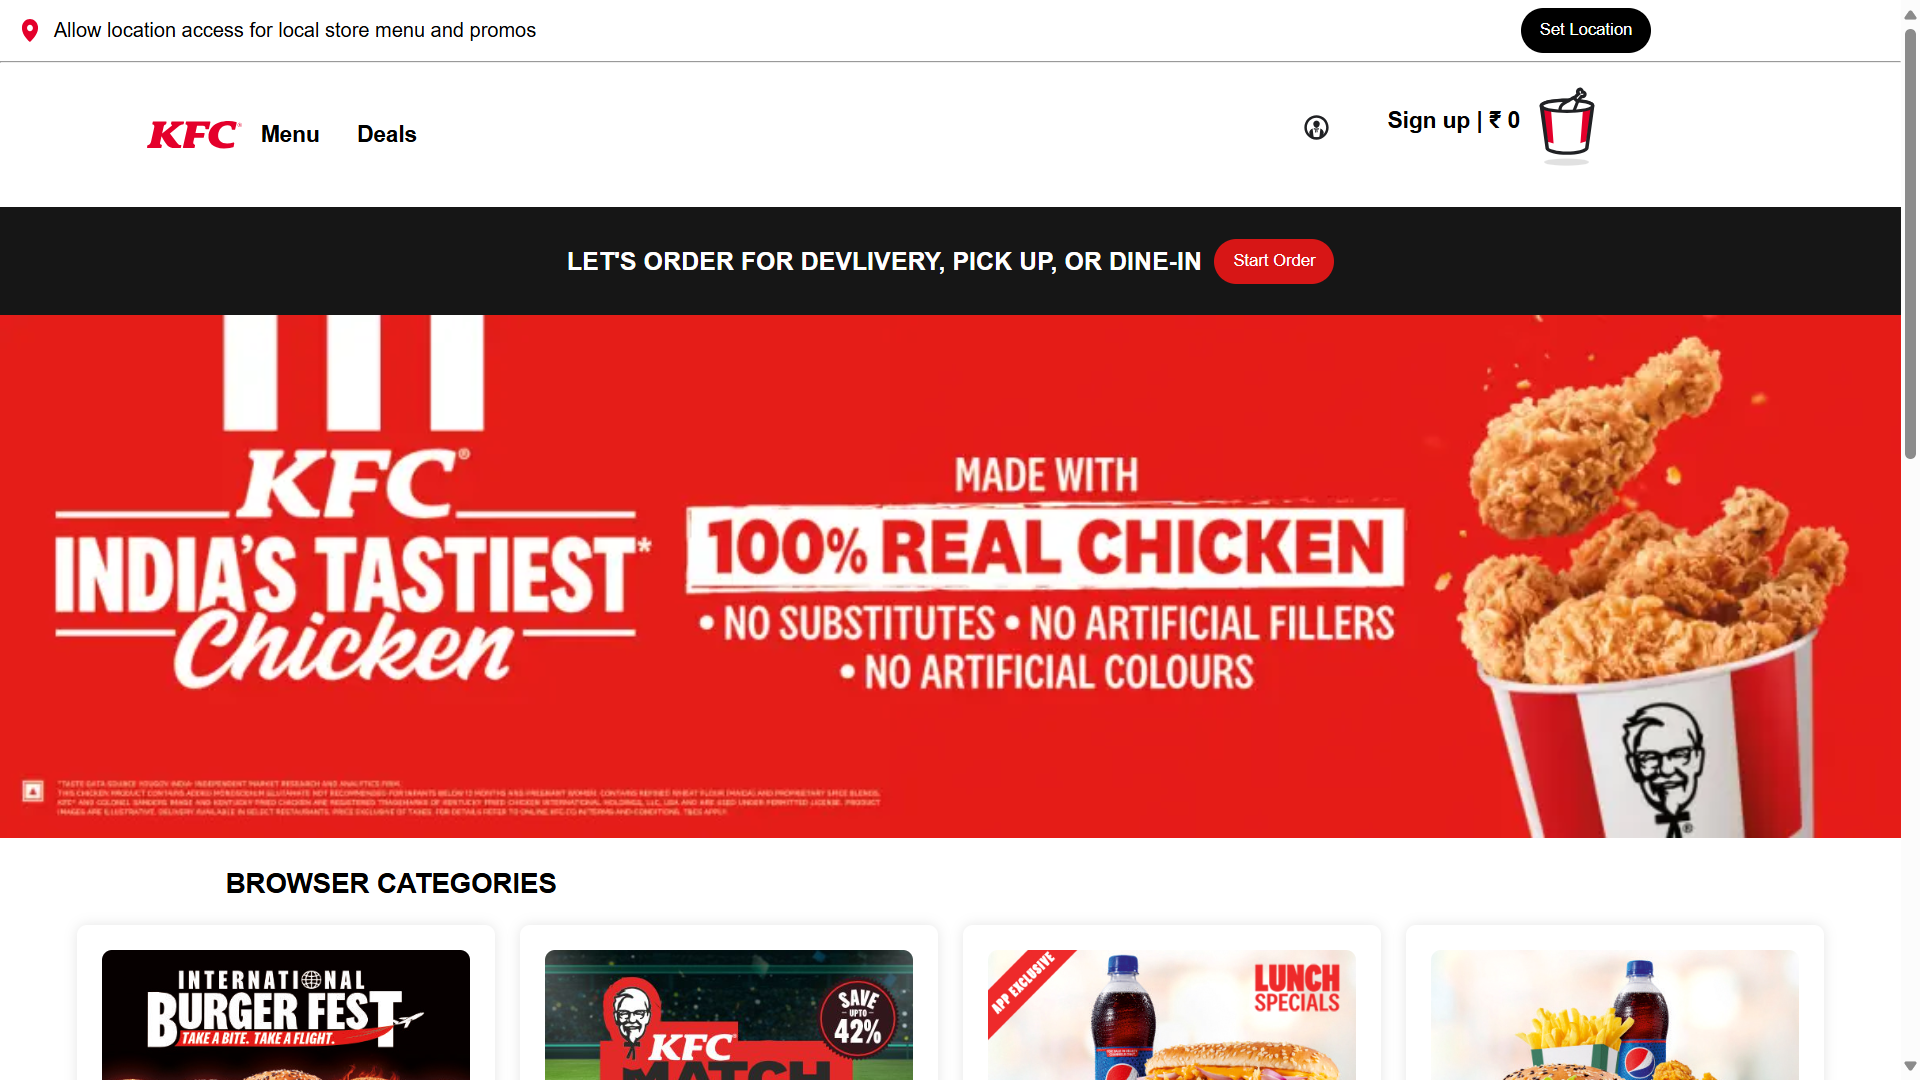 Allow location access for local store menu and promos
Set Location
KFC
Menu
Deals
Sign up | ₹ 0
LET'S ORDER FOR DEVLIVERY, PICK UP, OR DINE-IN
Start Order
KFC®
INDIA'S TASTIEST*
Chicken
MADE WITH
100% REAL CHICKEN
• NO SUBSTITUTES • NO ARTIFICIAL FILLERS
• NO ARTIFICIAL COLOURS
BROWSER CATEGORIES
INTERNATIONAL
BURGER FEST
TAKE A BITE. TAKE A FLIGHT.
SAVE
UPTO
42%
KFC
MATCH
APP EXCLUSIVE
LUNCH
SPECIALS